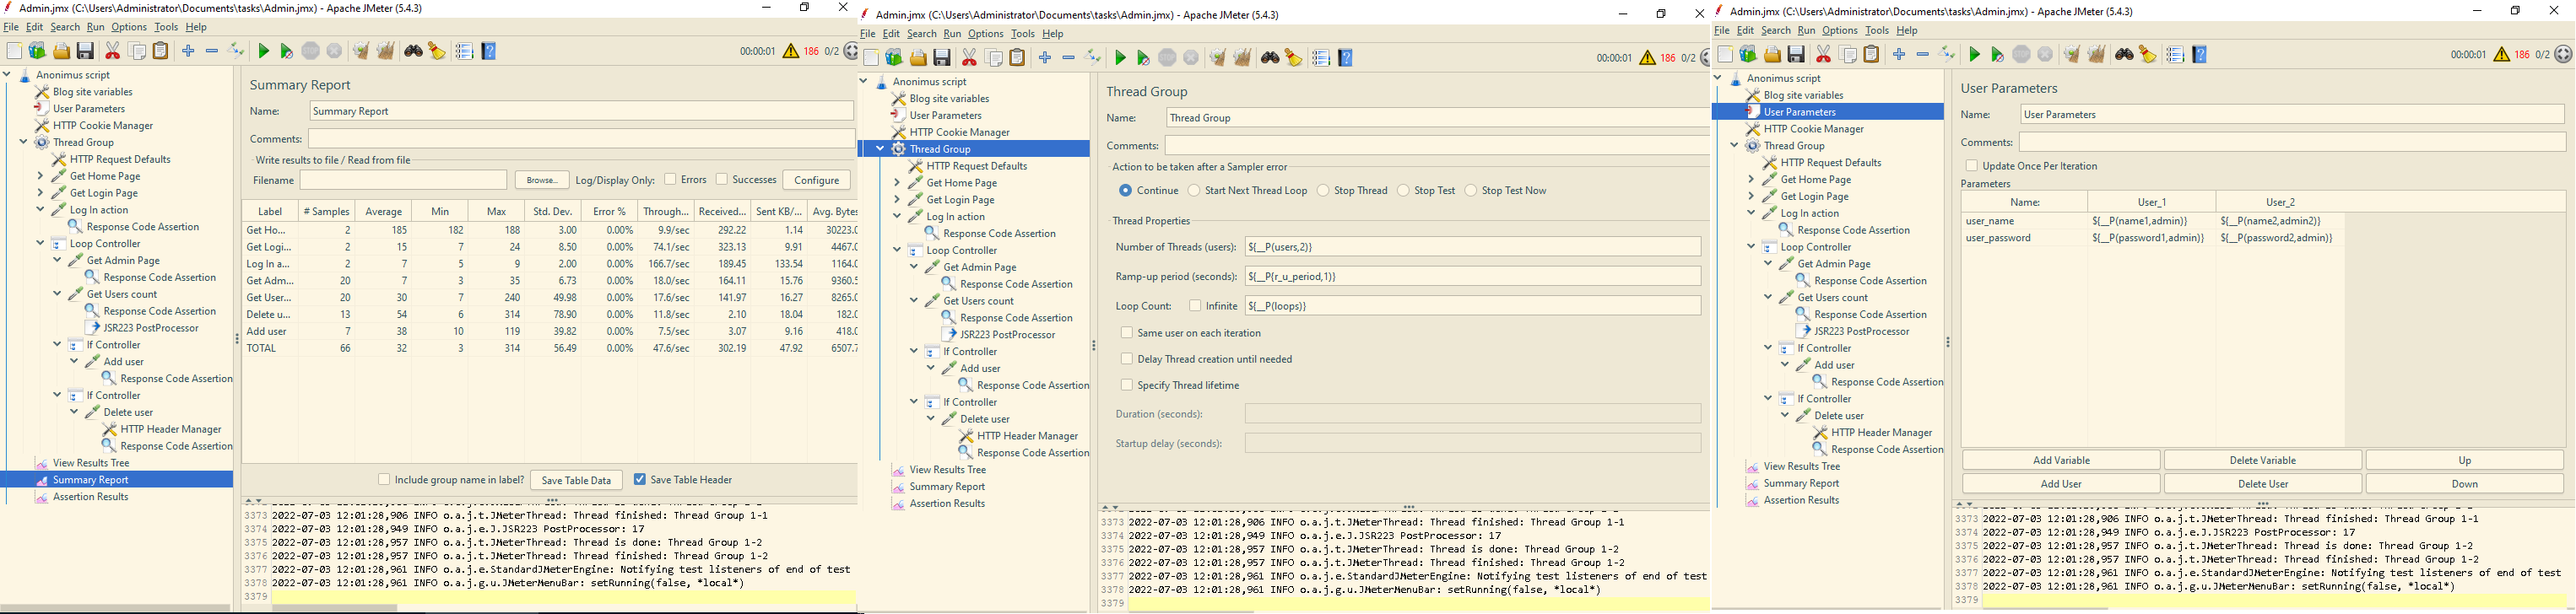 Admin.jmx (C:\Users\Administrator\Documents\tasks\Admin.jmx) - Apache JMeter (5.4.3)
File Edit Search Run Options Tools Help
00:00:01 186 0/2
Anonimus script
Blog site variables
User Parameters
HTTP Cookie Manager
Thread Group
HTTP Request Defaults
Get Home Page
Get Login Page
Log In action
Response Code Assertion
Loop Controller
Get Admin Page
Response Code Assertion
Get Users count
Response Code Assertion
JSR223 PostProcessor
If Controller
Add user
Response Code Assertion
If Controller
Delete user
HTTP Header Manager
Response Code Assertion
View Results Tree
Summary Report
Assertion Results
Summary Report
Name: Summary Report
Comments:
Write results to file / Read from file
Filename Browse... Log/Display Only: Errors Successes Configure
Label # Samples Average Min Max Std. Dev. Error % Through... Received... Sent KB/... Avg. Bytes
Get Ho... 2 185 182 188 3.00 0.00% 9.9/sec 292.22 1.14 30223.0
Get Logi... 2 15 7 24 8.50 0.00% 74.1/sec 323.13 9.91 4467.0
Log In a... 2 7 5 9 2.00 0.00% 166.7/sec 189.45 133.54 1164.0
Get Adm... 20 7 3 35 6.73 0.00% 18.0/sec 164.11 15.76 9360.5
Get User... 20 30 7 240 49.98 0.00% 17.6/sec 141.97 16.27 8265.0
Delete u... 13 54 6 314 78.90 0.00% 11.8/sec 2.10 18.04 182.0
Add user 7 38 10 119 39.82 0.00% 7.5/sec 3.07 9.16 418.0
TOTAL 66 32 3 314 56.49 0.00% 47.6/sec 302.19 47.92 6507.7
Include group name in label? Save Table Data Save Table Header
3373 2022-07-03 12:01:28,906 INFO o.a.j.t.JMeterThread: Thread finished: Thread Group 1-1
3374 2022-07-03 12:01:28,949 INFO o.a.j.e.J.JSR223 PostProcessor: 17
3375 2022-07-03 12:01:28,957 INFO o.a.j.t.JMeterThread: Thread is done: Thread Group 1-2
3376 2022-07-03 12:01:28,957 INFO o.a.j.t.JMeterThread: Thread finished: Thread Group 1-2
3377 2022-07-03 12:01:28,961 INFO o.a.j.e.StandardJMeterEngine: Notifying test listeners of end of test
3378 2022-07-03 12:01:28,961 INFO o.a.j.g.u.JMeterMenuBar: setRunning(false, *local*)
3379
Admin.jmx (C:\Users\Administrator\Documents\tasks\Admin.jmx) - Apache JMeter (5.4.3)
File Edit Search Run Options Tools Help
00:00:01 186 0/2
Anonimus script
Blog site variables
User Parameters
HTTP Cookie Manager
Thread Group
HTTP Request Defaults
Get Home Page
Get Login Page
Log In action
Response Code Assertion
Loop Controller
Get Admin Page
Response Code Assertion
Get Users count
Response Code Assertion
JSR223 PostProcessor
If Controller
Add user
Response Code Assertion
If Controller
Delete user
HTTP Header Manager
Response Code Assertion
View Results Tree
Summary Report
Assertion Results
Thread Group
Name: Thread Group
Comments:
Action to be taken after a Sampler error
Continue Start Next Thread Loop Stop Thread Stop Test Stop Test Now
Thread Properties
Number of Threads (users): ${__P(users,2)}
Ramp-up period (seconds): ${__P(r_u_period,1)}
Loop Count: Infinite ${__P(loops)}
Same user on each iteration
Delay Thread creation until needed
Specify Thread lifetime
Duration (seconds):
Startup delay (seconds):
3373 2022-07-03 12:01:28,906 INFO o.a.j.t.JMeterThread: Thread finished: Thread Group 1-1
3374 2022-07-03 12:01:28,949 INFO o.a.j.e.J.JSR223 PostProcessor: 17
3375 2022-07-03 12:01:28,957 INFO o.a.j.t.JMeterThread: Thread is done: Thread Group 1-2
3376 2022-07-03 12:01:28,957 INFO o.a.j.t.JMeterThread: Thread finished: Thread Group 1-2
3377 2022-07-03 12:01:28,961 INFO o.a.j.e.StandardJMeterEngine: Notifying test listeners of end of test
3378 2022-07-03 12:01:28,961 INFO o.a.j.g.u.JMeterMenuBar: setRunning(false, *local*)
3379
Admin.jmx (C:\Users\Administrator\Documents\tasks\Admin.jmx) - Apache JMeter (5.4.3)
File Edit Search Run Options Tools Help
00:00:01 186 0/2
Anonimus script
Blog site variables
User Parameters
HTTP Cookie Manager
Thread Group
HTTP Request Defaults
Get Home Page
Get Login Page
Log In action
Response Code Assertion
Loop Controller
Get Admin Page
Response Code Assertion
Get Users count
Response Code Assertion
JSR223 PostProcessor
If Controller
Add user
Response Code Assertion
If Controller
Delete user
HTTP Header Manager
Response Code Assertion
View Results Tree
Summary Report
Assertion Results
User Parameters
Name: User Parameters
Comments:
Update Once Per Iteration
Parameters
Name: User_1 User_2
user_name ${__P(name1,admin)} ${__P(name2,admin2)}
user_password ${__P(password1,admin)} ${__P(password2,admin)}
Add Variable Delete Variable Up
Add User Delete User Down
3373 2022-07-03 12:01:28,906 INFO o.a.j.t.JMeterThread: Thread finished: Thread Group 1-1
3374 2022-07-03 12:01:28,949 INFO o.a.j.e.J.JSR223 PostProcessor: 17
3375 2022-07-03 12:01:28,957 INFO o.a.j.t.JMeterThread: Thread is done: Thread Group 1-2
3376 2022-07-03 12:01:28,957 INFO o.a.j.t.JMeterThread: Thread finished: Thread Group 1-2
3377 2022-07-03 12:01:28,961 INFO o.a.j.e.StandardJMeterEngine: Notifying test listeners of end of test
3378 2022-07-03 12:01:28,961 INFO o.a.j.g.u.JMeterMenuBar: setRunning(false, *local*)
3379